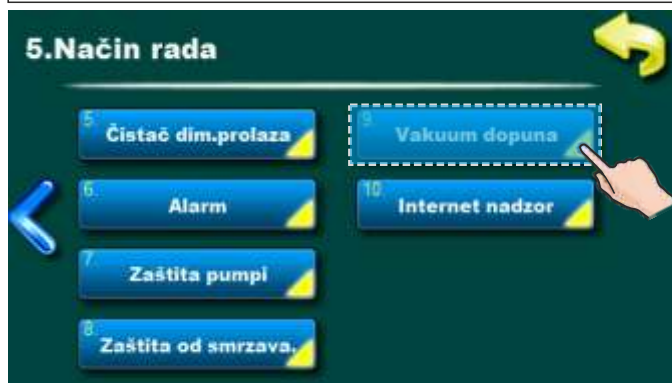 5.Način rada
5.
Čistač dim.prolaza
6.
Alarm
7.
Zaštita pumpi
8.
Zaštita od smrzava.
9.
Vakuum dopuna
10.
Internet nadzor